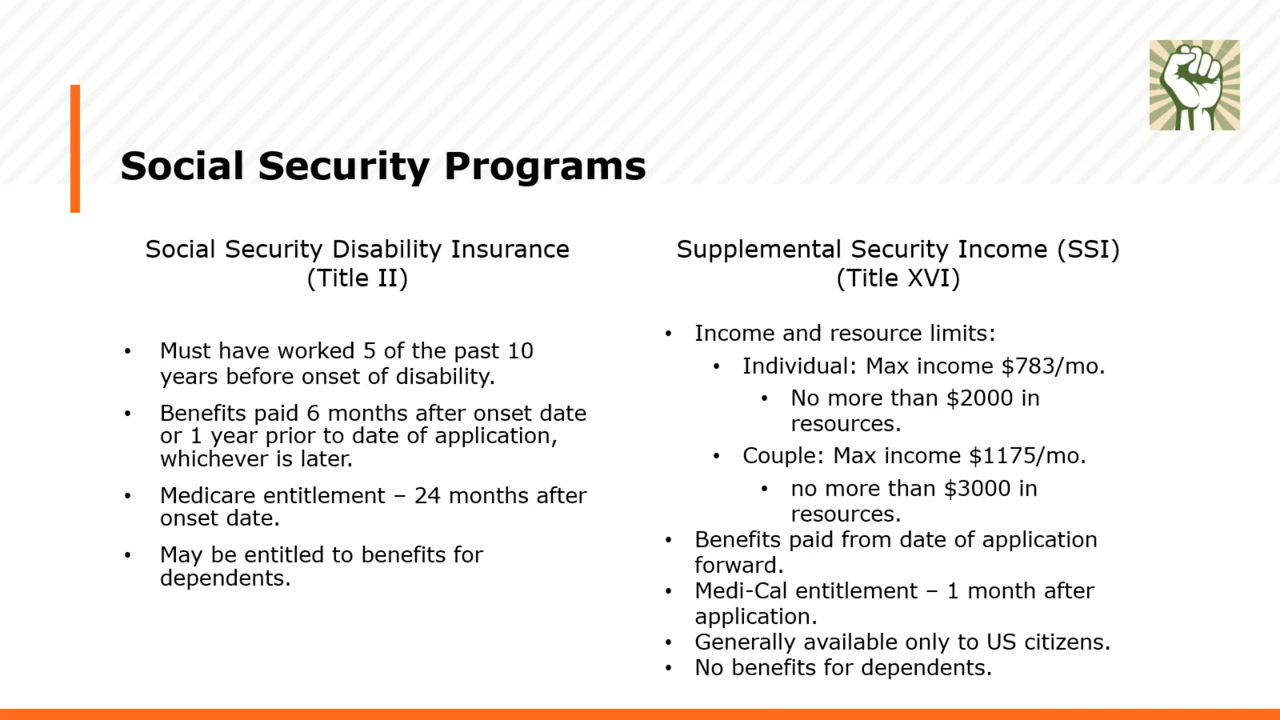 Social Security Programs
Social Security Disability Insurance
(Title II)
• Must have worked 5 of the past 10
years before onset of disability.
• Benefits paid 6 months after onset date
or 1 year prior to date of application,
whichever is later.
• Medicare entitlement – 24 months after
onset date.
• May be entitled to benefits for
dependents.
Supplemental Security Income (SSI)
(Title XVI)
• Income and resource limits:
• Individual: Max income $783/mo.
• No more than $2000 in
resources.
• Couple: Max income $1175/mo.
• no more than $3000 in
resources.
• Benefits paid from date of application
forward.
• Medi-Cal entitlement – 1 month after
application.
• Generally available only to US citizens.
• No benefits for dependents.